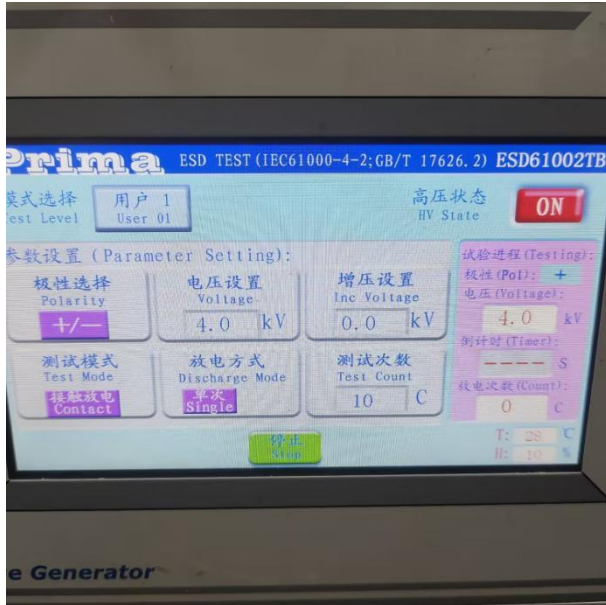 Prima ESD TEST(IEC61000-4-2;GB/T 17626.2) ESD61002TB
模式选择
Test Level
用户 1
User 01
高压状态
HV State
ON
参数设置 (Parameter Setting):
极性选择
Polarity
+/—
电压设置
Voltage
4.0 kV
增压设置
Inc Voltage
0.0 kV
测试模式
Test Mode
接触放电
Contact
放电方式
Discharge Mode
单次
Single
测试次数
Test Count
10 C
试验进程(Testing):
极性(Pol): +
电压(Voltage):
4.0 kV
倒计时(Timer):
---- S
放电次数(Count):
0 C
停止
Stop
T: 28 ℃
H: 10 %
e Generator